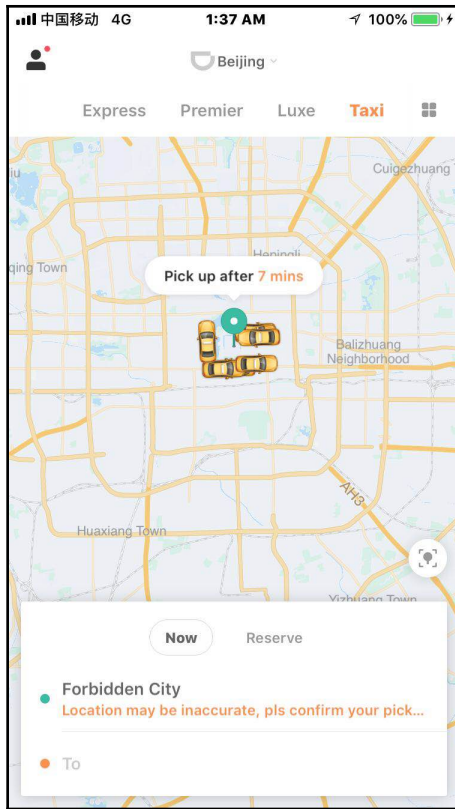 中国移动 4G 1:37 AM 100%
Beijing
Express Premier Luxe Taxi
Cuigezhuang
qing Town
Pick up after 7 mins
Balizhuang
Neighborhood
AH3
Huaxiang Town
Yizhuang Town
Now Reserve
Forbidden City
Location may be inaccurate, pls confirm your pick...
To